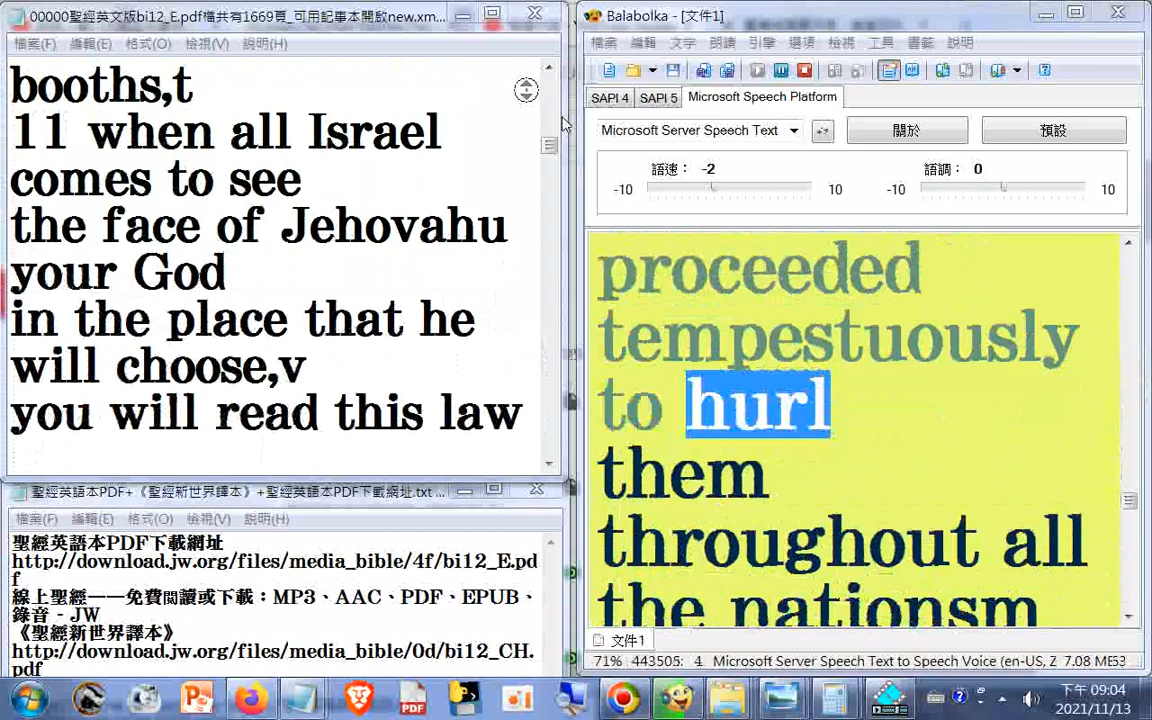 00000聖經英文版bi12_E.pdf檔共有1669頁_可用記事本開啟new.xm...
檔案(F) 編輯(E) 格式(O) 檢視(V) 說明(H)
booths,t
11 when all Israel
comes to see
the face of Jehovahu
your God
in the place that he
will choose,v
you will read this law
聖經英語本PDF+《聖經新世界譯本》+聖經英語本PDF下載網址.txt ...
檔案(F) 編輯(E) 格式(O) 檢視(V) 說明(H)
聖經英語本PDF下載網址
http://download.jw.org/files/media_bible/4f/bi12_E.pd
f
線上聖經——免費閱讀或下載：MP3、AAC、PDF、EPUB、
錄音 - JW
《聖經新世界譯本》
http://download.jw.org/files/media_bible/0d/bi12_CH.
pdf
Balabolka - [文件1]
檔案 編輯 文字 朗讀 引擎 選項 檢視 工具 書籤 說明
SAPI 4 SAPI 5 Microsoft Speech Platform
Microsoft Server Speech Text 關於 預設
語速： -2 語調： 0
-10 10 -10 10
proceeded
tempestuously
to hurl
them
throughout all
the nationsm
文件1
71% 443505: 4 Microsoft Server Speech Text to Speech Voice (en-US, Z 7.08 ME53
PDF
下午 09:04
2021/11/13